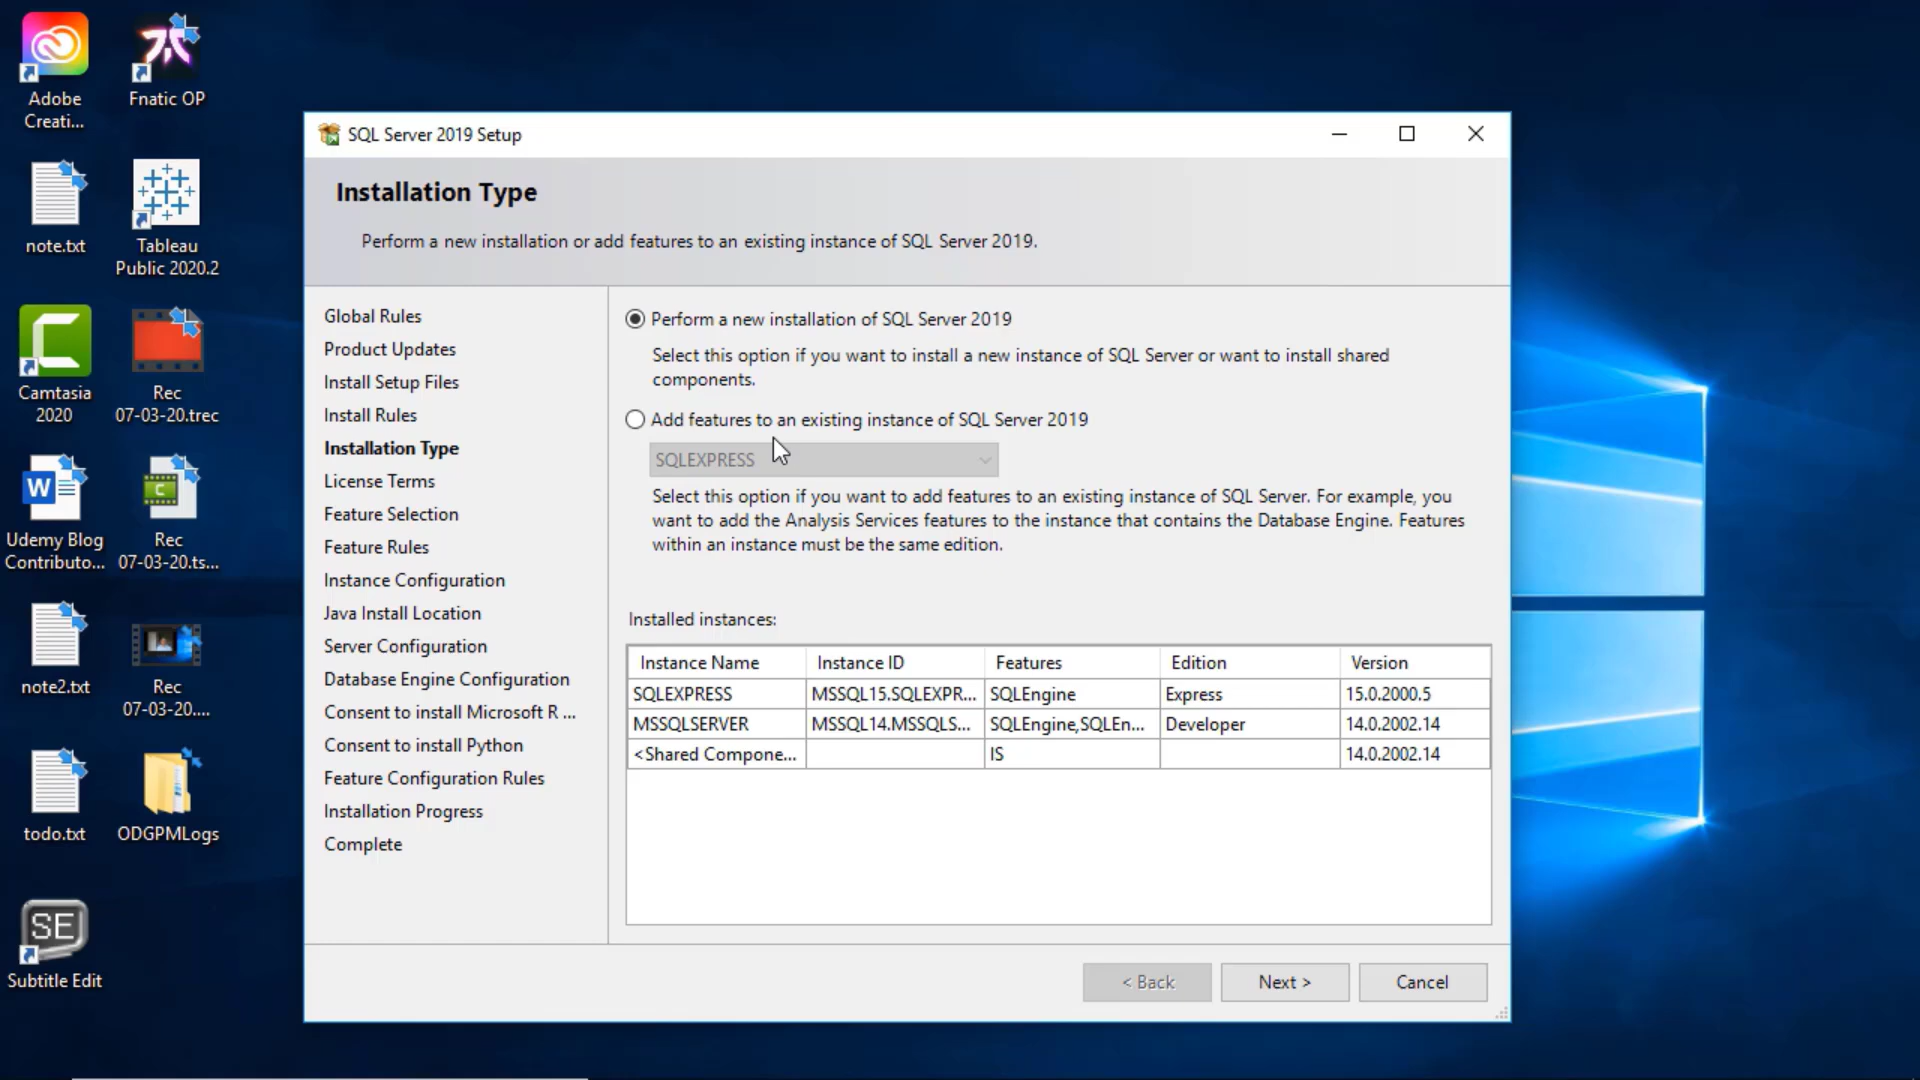 Adobe
Creati...
Fnatic OP
note.txt
Tableau
Public 2020.2
Camtasia
2020
Rec
07-03-20.trec
W
Udemy Blog
Contributo...
C
Rec
07-03-20.ts...
note2.txt
Rec
07-03-20....
todo.txt
ODGPMLogs
SE
Subtitle Edit
SQL Server 2019 Setup
Installation Type
Perform a new installation or add features to an existing instance of SQL Server 2019.
Global Rules
Product Updates
Install Setup Files
Install Rules
Installation Type
License Terms
Feature Selection
Feature Rules
Instance Configuration
Java Install Location
Server Configuration
Database Engine Configuration
Consent to install Microsoft R ...
Consent to install Python
Feature Configuration Rules
Installation Progress
Complete
Perform a new installation of SQL Server 2019
Select this option if you want to install a new instance of SQL Server or want to install shared
components.
Add features to an existing instance of SQL Server 2019
SQLEXPRESS
Select this option if you want to add features to an existing instance of SQL Server. For example, you
want to add the Analysis Services features to the instance that contains the Database Engine. Features
within an instance must be the same edition.
Installed instances:
Instance Name Instance ID Features Edition Version
SQLEXPRESS MSSQL15.SQLEXPR... SQLEngine Express 15.0.2000.5
MSSQLSERVER MSSQL14.MSSQLS... SQLEngine,SQLEn... Developer 14.0.2002.14
<Shared Compone... IS 14.0.2002.14
< Back Next > Cancel